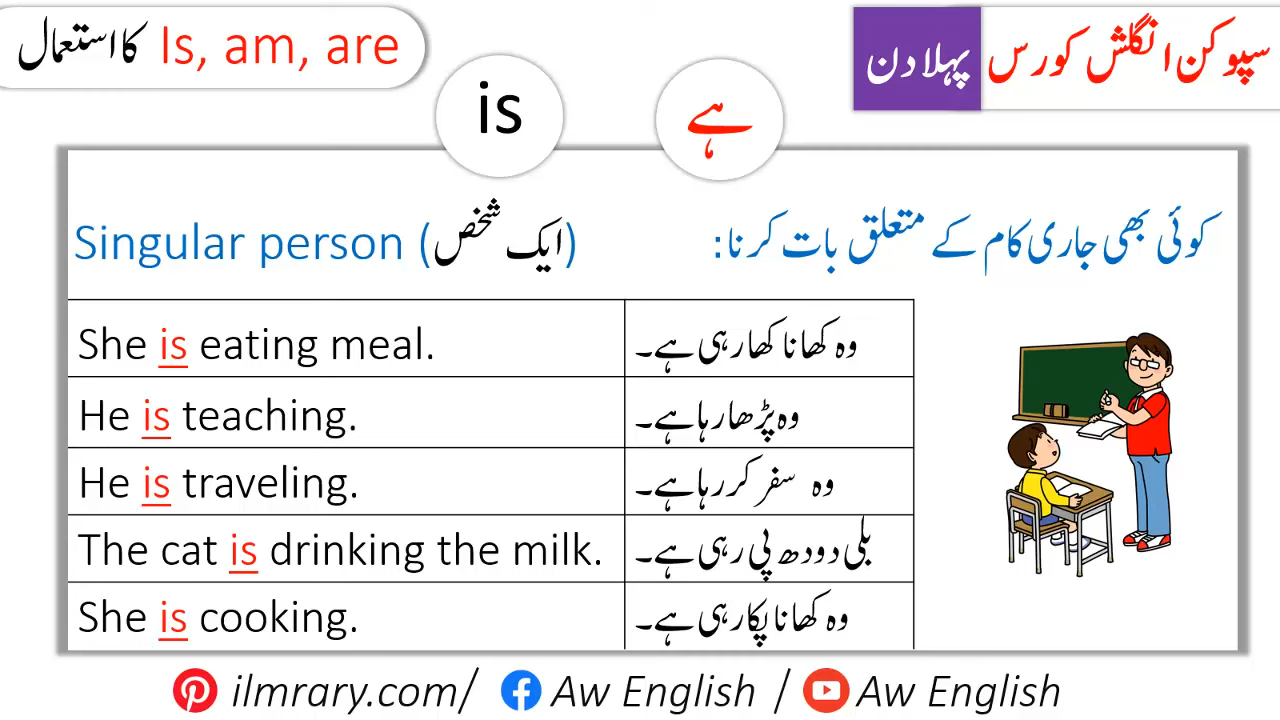 Is, am, are کا استعمال
سپوکن انگلش کورس پہلا دن
is ہے
Singular person (ایک شخص)
کوئی بھی جاری کام کے متعلق بات کرنا:
She is eating meal. وہ کھانا کھا رہی ہے۔
He is teaching. وہ پڑھا رہا ہے۔
He is traveling. وہ سفر کر رہا ہے۔
The cat is drinking the milk. بلی دودھ پی رہی ہے۔
She is cooking. وہ کھانا پکا رہی ہے۔
ilmrary.com/ Aw English / Aw English